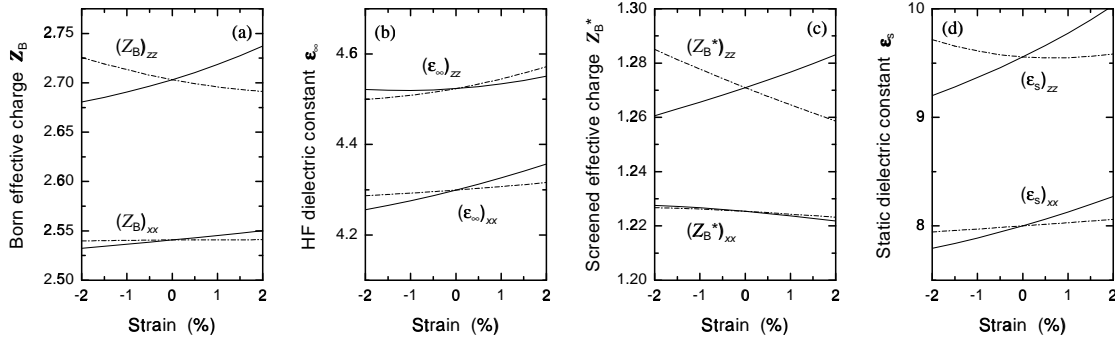 (a)
Born effective charge Z_B
2.75
2.70
2.65
2.60
2.55
2.50
(Z_B)_zz
(Z_B)_xx
-2 -1 0 1 2
Strain (%)
(b)
HF dielectric constant ε_∞
4.6
4.4
4.2
(ε_∞)_zz
(ε_∞)_xx
-2 -1 0 1 2
Strain (%)
(c)
Screened effective charge Z_B*
1.30
1.28
1.26
1.24
1.22
1.20
(Z_B*)_zz
(Z_B*)_xx
-2 -1 0 1 2
Strain (%)
(d)
Static dielectric constant ε_s
10
9
8
(ε_s)_zz
(ε_s)_xx
-2 -1 0 1 2
Strain (%)